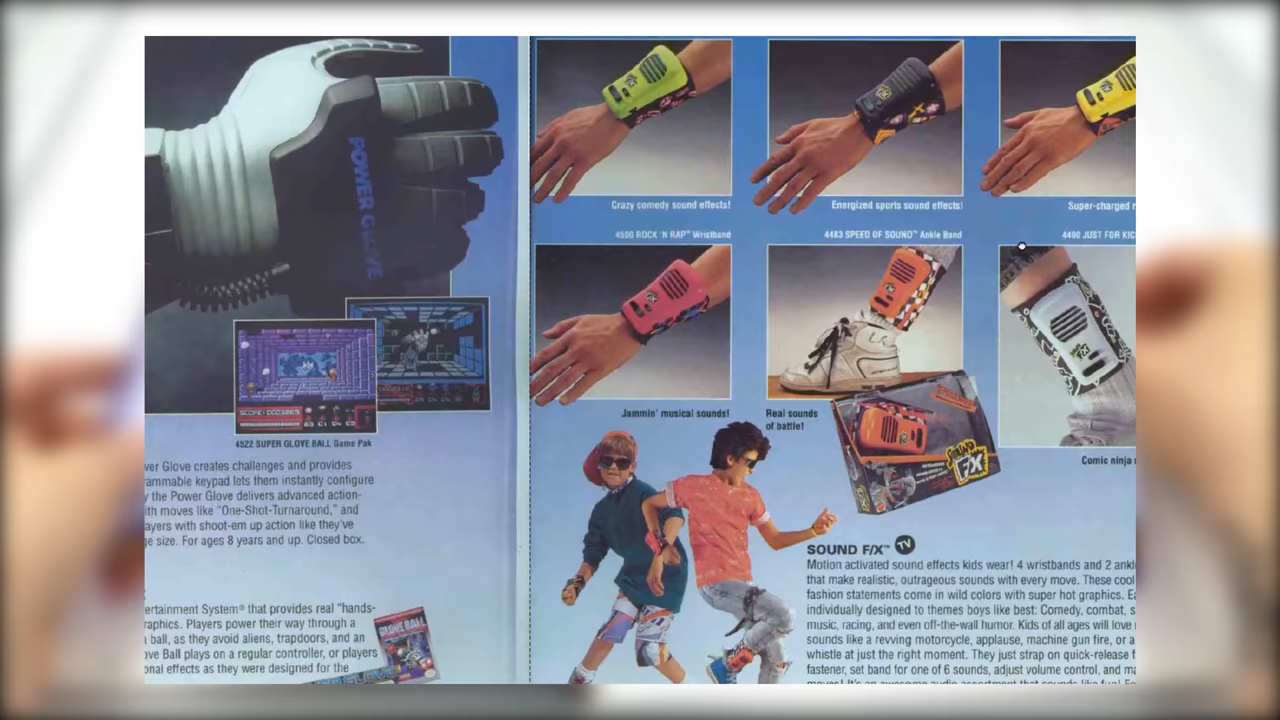 POWER GLOVE
4522 SUPER GLOVE BALL Game Pak
ver Glove creates challenges and provides
rammable keypad lets them instantly configure
y the Power Glove delivers advanced action-
ith moves like "One-Shot-Turnaround," and
ayers with shoot-em up action like they've
ge size. For ages 8 years and up. Closed box.
ertainment System® that provides real "hands-
raphics. Players power their way through a
ball, as they avoid aliens, trapdoors, and an
ove Ball plays on a regular controller, or players
onal effects as they were designed for the
GLOVE BALL
Crazy comedy sound effects!
Energized sports sound effects!
Super-charged r
4500 ROCK 'N RAP™ Wristband
4483 SPEED OF SOUND™ Ankle Band
4490 JUST FOR KIC
Jammin' musical sounds!
Real sounds
of battle!
Comic ninja
FX
SOUND F/X™ TV
Motion activated sound effects kids wear! 4 wristbands and 2 ankl
that make realistic, outrageous sounds with every move. These cool
fashion statements come in wild colors with super hot graphics. Ea
individually designed to themes boys like best: Comedy, combat, s
music, racing, and even off-the-wall humor. Kids of all ages will love
sounds like a revving motorcycle, applause, machine gun fire, or a
whistle at just the right moment. They just strap on quick-release f
fastener, set band for one of 6 sounds, adjust volume control, and ma